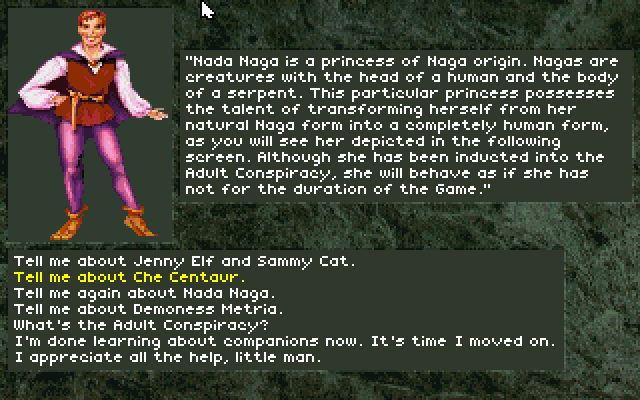 "Nada Naga is a princess of Naga origin. Nagas are
creatures with the head of a human and the body
of a serpent. This particular princess possesses
the talent of transforming herself from her
natural Naga form into a completely human form,
as you will see her depicted in the following
screen. Although she has been inducted into the
Adult Conspiracy, she will behave as if she has
not for the duration of the Game."
Tell me about Jenny Elf and Sammy Cat.
Tell me about Che Centaur.
Tell me again about Nada Naga.
Tell me about Demoness Metria.
What's the Adult Conspiracy?
I'm done learning about companions now. It's time I moved on.
I appreciate all the help, little man.